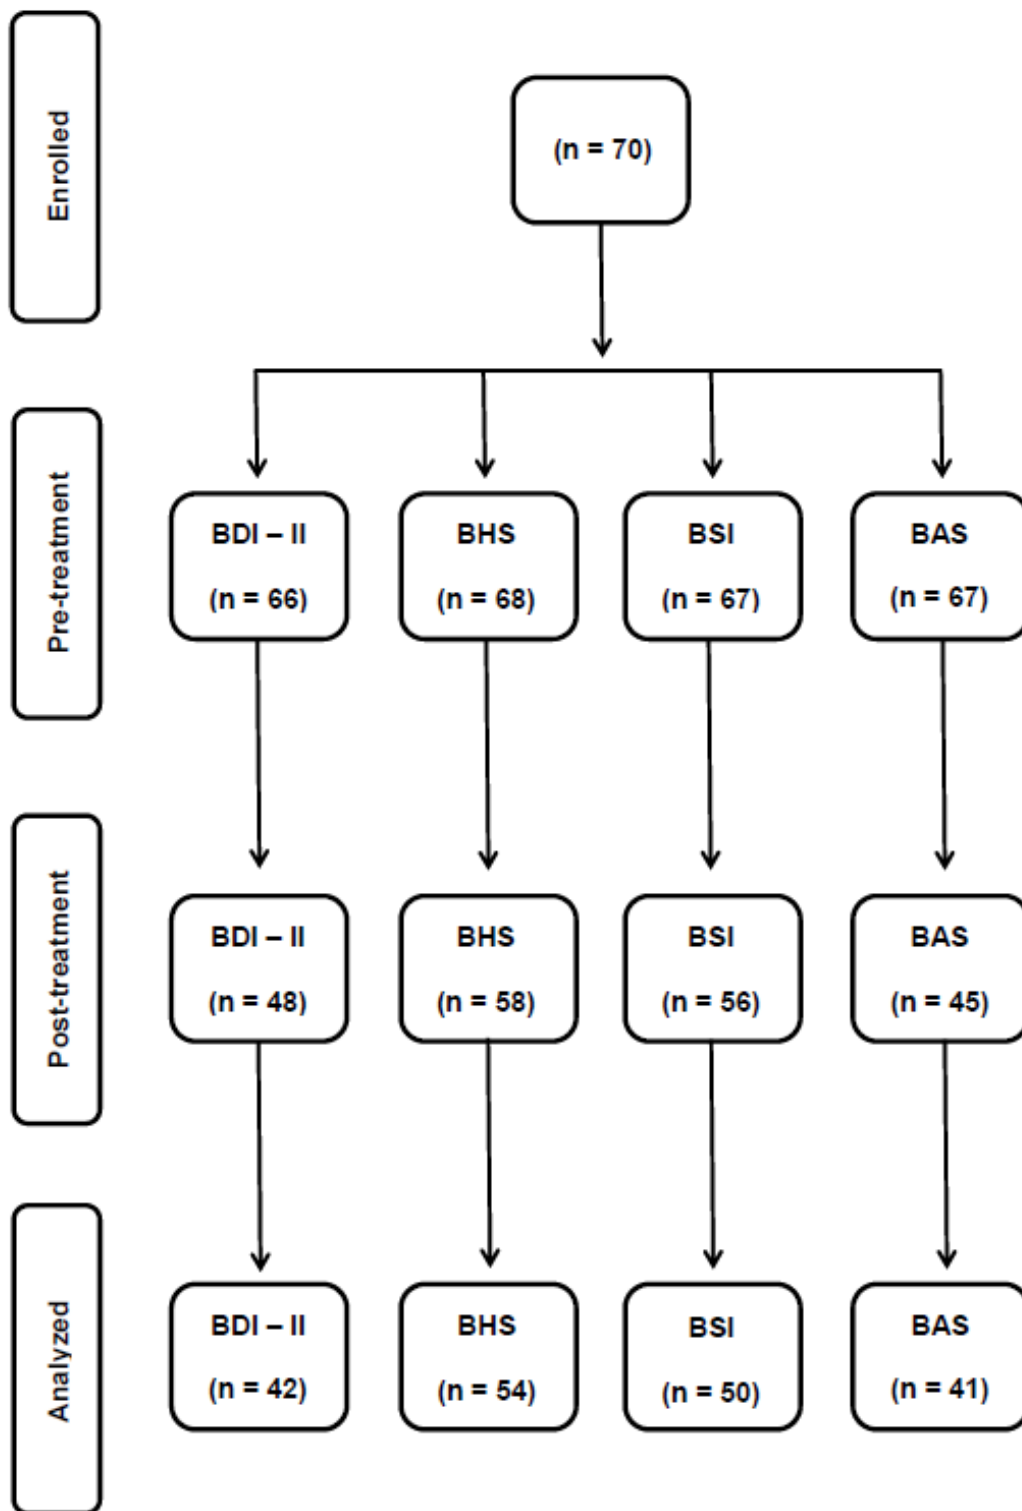 Enrolled
(n = 70)
Pre-treatment
BDI – II
(n = 66)
BHS
(n = 68)
BSI
(n = 67)
BAS
(n = 67)
Post-treatment
BDI – II
(n = 48)
BHS
(n = 58)
BSI
(n = 56)
BAS
(n = 45)
Analyzed
BDI – II
(n = 42)
BHS
(n = 54)
BSI
(n = 50)
BAS
(n = 41)